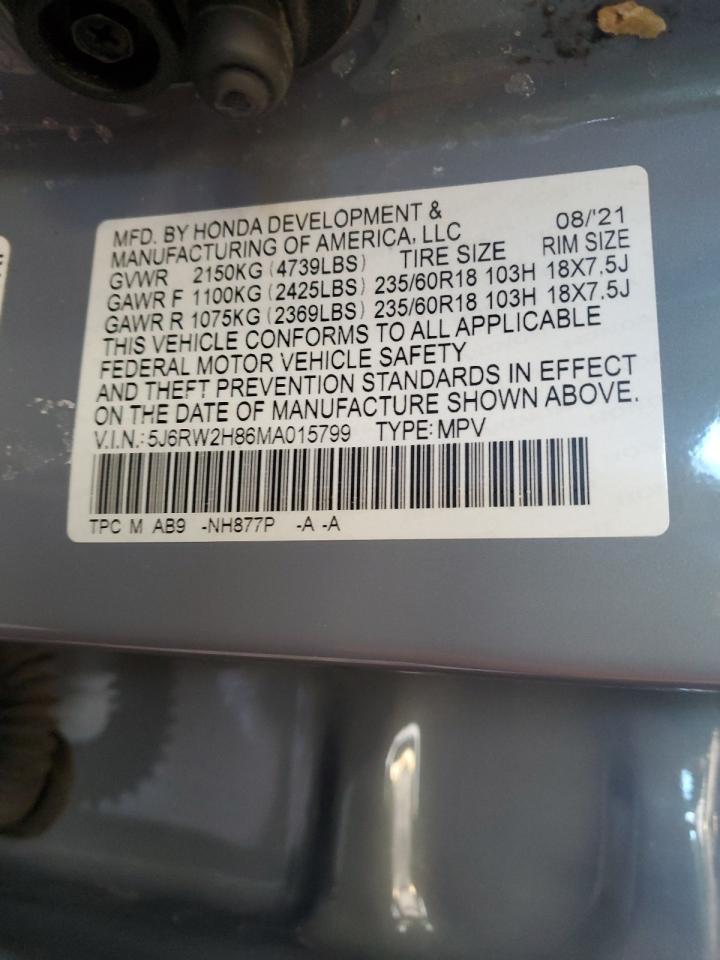 MFD. BY HONDA DEVELOPMENT &
MANUFACTURING OF AMERICA, LLC 08/'21
GVWR 2150KG (4739LBS) TIRE SIZE RIM SIZE
GAWR F 1100KG (2425LBS) 235/60R18 103H 18X7.5J
GAWR R 1075KG (2369LBS) 235/60R18 103H 18X7.5J
THIS VEHICLE CONFORMS TO ALL APPLICABLE
FEDERAL MOTOR VEHICLE SAFETY
AND THEFT PREVENTION STANDARDS IN EFFECT
ON THE DATE OF MANUFACTURE SHOWN ABOVE.
V.I.N.: 5J6RW2H86MA015799 TYPE: MPV
TPC M AB9 -NH877P -A -A